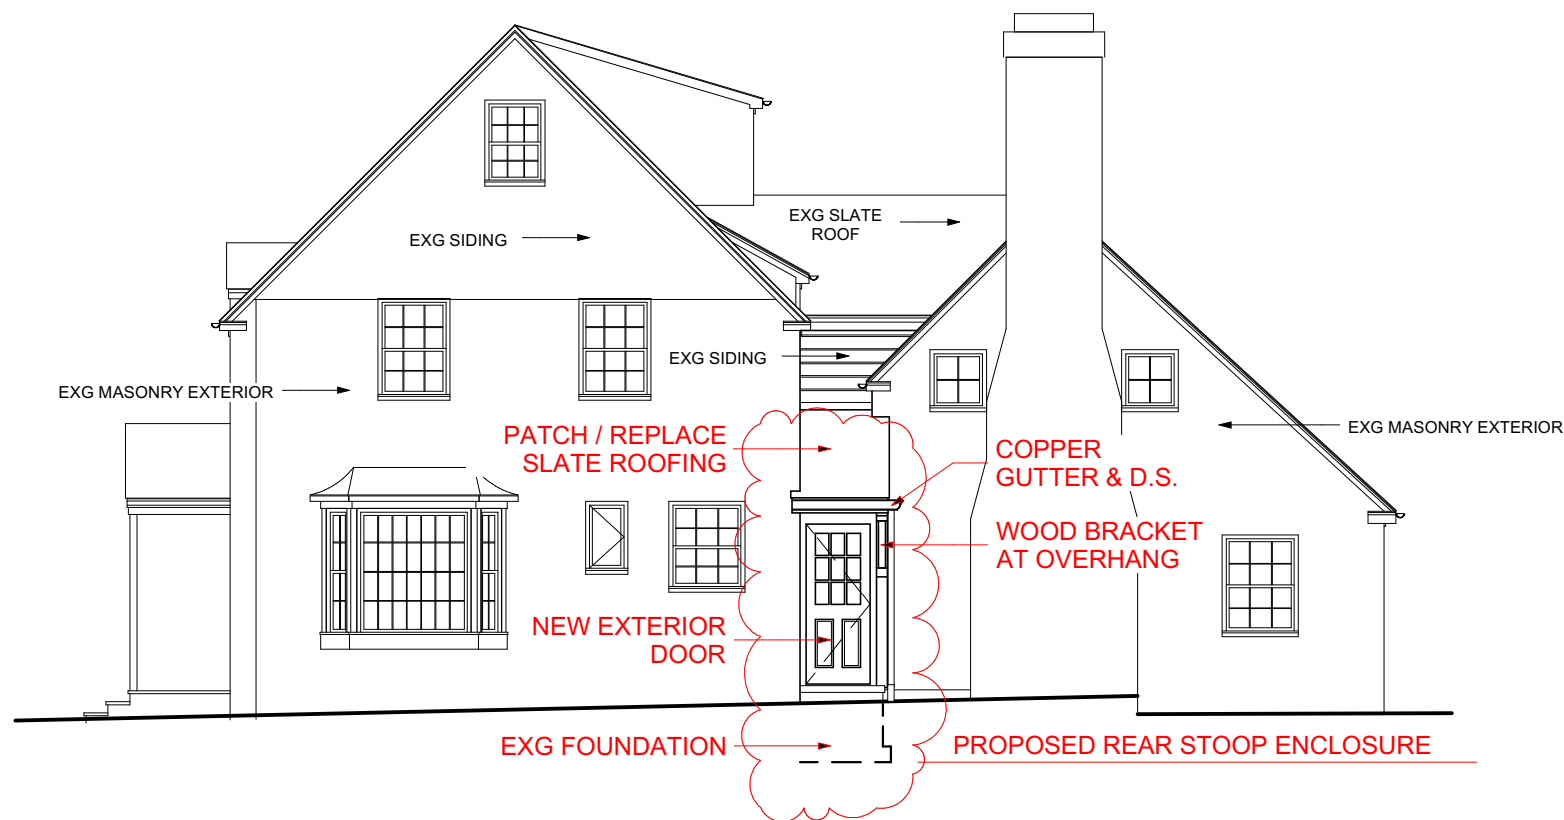 EXG SLATE
ROOF
EXG SIDING
EXG SIDING
EXG MASONRY EXTERIOR
EXG MASONRY EXTERIOR
PATCH / REPLACE
SLATE ROOFING
COPPER
GUTTER & D.S.
WOOD BRACKET
AT OVERHANG
NEW EXTERIOR
DOOR
EXG FOUNDATION
PROPOSED REAR STOOP ENCLOSURE